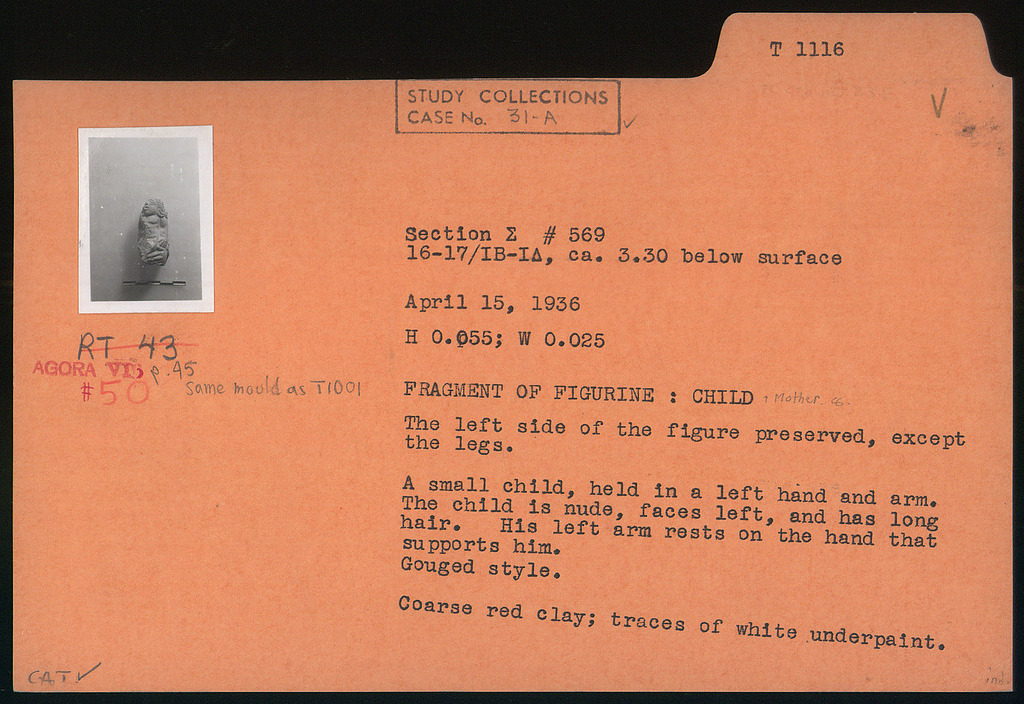 T 1116
STUDY COLLECTIONS
CASE No. 31-A
Section Σ # 569
16-17/IB-IΔ, ca. 3.30 below surface
April 15, 1936
H 0.055; W 0.025
RT 43
AGORA VI, p.45
#50
Same mould as T1001
FRAGMENT OF FIGURINE : CHILD + Mother
The left side of the figure preserved, except
the legs.
A small child, held in a left hand and arm.
The child is nude, faces left, and has long
hair. His left arm rests on the hand that
supports him.
Gouged style.
Coarse red clay; traces of white underpaint.
CAT.
ind.